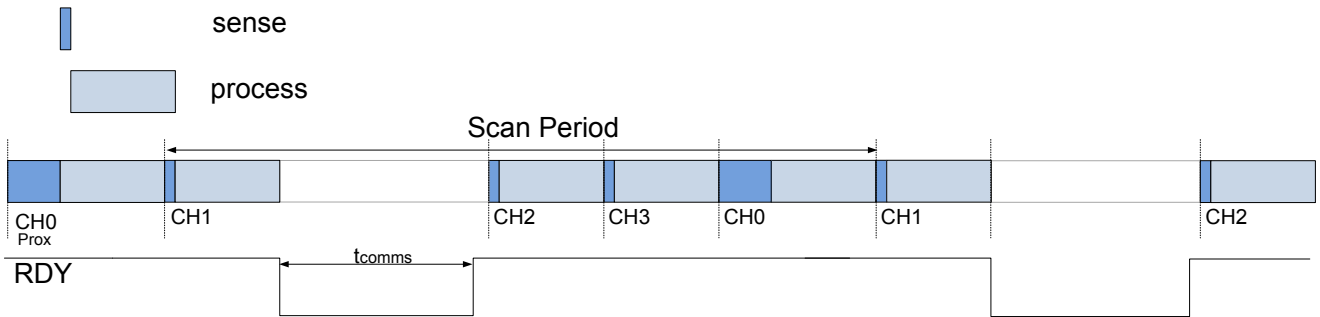 sense
process
Scan Period
CH0
Prox
CH1
CH2
CH3
CH0
CH1
CH2
RDY
tcomms